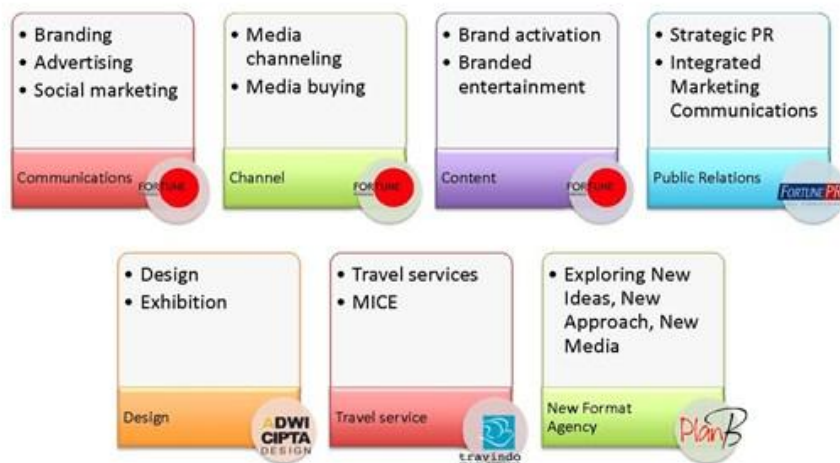 • Branding
• Advertising
• Social marketing
Communications
FORTUNE
• Media
channeling
• Media buying
Channel
FORTUNE
• Brand activation
• Branded
entertainment
Content
FORTUNE
• Strategic PR
• Integrated
Marketing
Communications
Public Relations
FORTUNE PR
• Design
• Exhibition
Design
ADWI
CIPTA
DESIGN
• Travel services
• MICE
Travel service
travindo
• Exploring New
Ideas, New
Approach, New
Media
New Format
Agency
PlanB